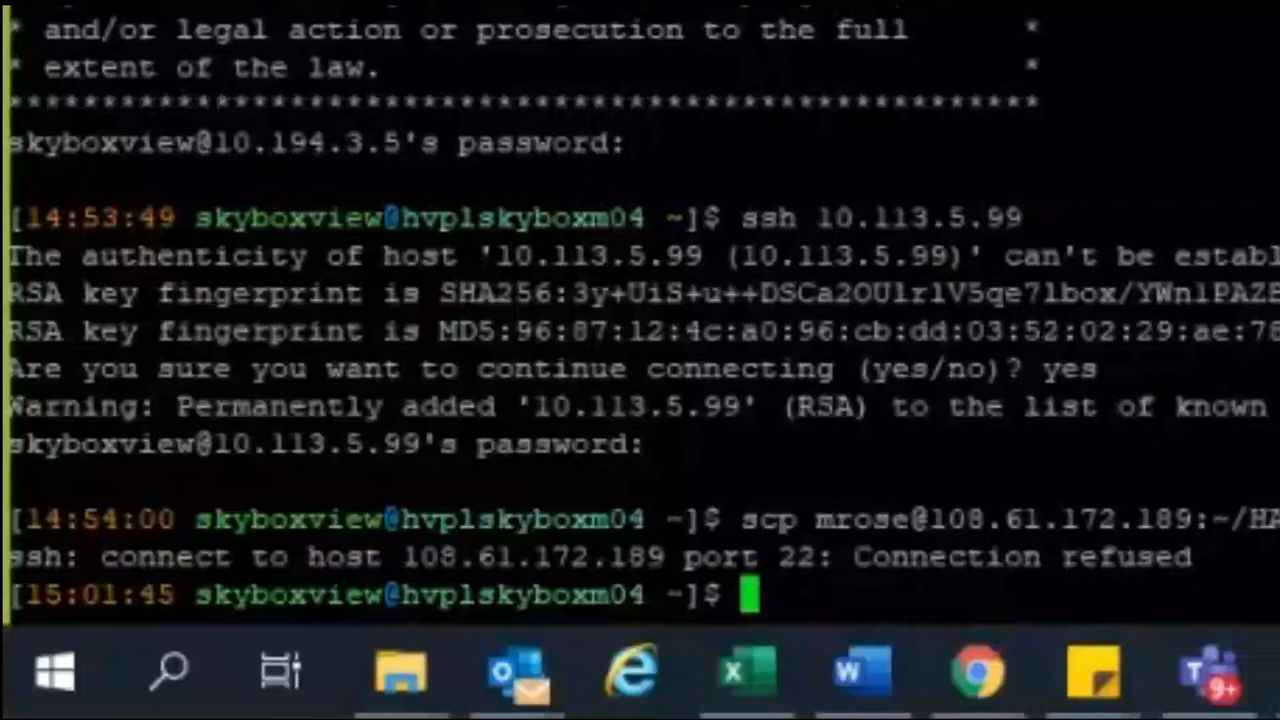 * and/or legal action or prosecution to the full *
* extent of the law. *
*******************************************************
skyboxview@10.194.3.5's password:
[14:53:49 skyboxview@hvplskyboxm04 ~]$ ssh 10.113.5.99
The authenticity of host '10.113.5.99 (10.113.5.99)' can't be establ
RSA key fingerprint is SHA256:3y+UiS+u++DSCa2OUlrlV5qe7lbox/YWnlPAZE
RSA key fingerprint is MD5:96:87:12:4c:a0:96:cb:dd:03:52:02:29:ae:78
Are you sure you want to continue connecting (yes/no)? yes
Warning: Permanently added '10.113.5.99' (RSA) to the list of known
skyboxview@10.113.5.99's password:
[14:54:00 skyboxview@hvplskyboxm04 ~]$ scp mrose@108.61.172.189:~/HA
ssh: connect to host 108.61.172.189 port 22: Connection refused
[15:01:45 skyboxview@hvplskyboxm04 ~]$
9+